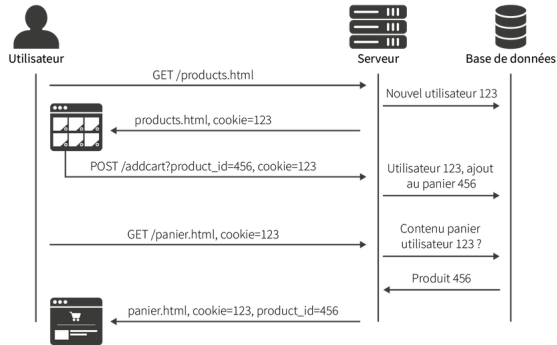 Utilisateur
Serveur
Base de données
GET /products.html
Nouvel utilisateur 123
products.html, cookie=123
POST /addcart?product_id=456, cookie=123
Utilisateur 123, ajout
au panier 456
GET /panier.html, cookie=123
Contenu panier
utilisateur 123 ?
Produit 456
panier.html, cookie=123, product_id=456